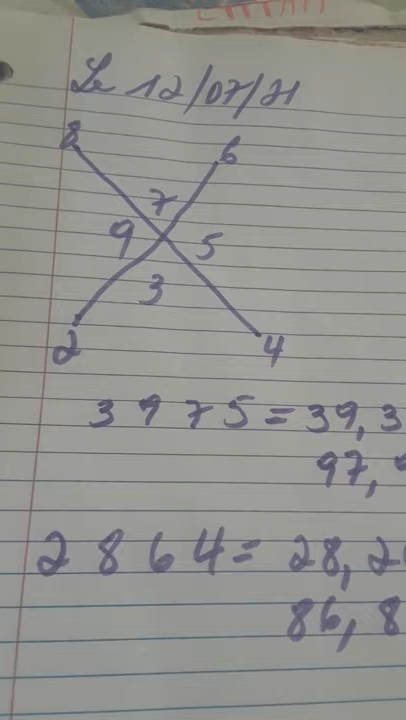 Le 12/07/21
8 6
7
9 5
3
2 4
3 9 7 5 = 39, 3
97, 9
2 8 6 4 = 28, 2
86, 8